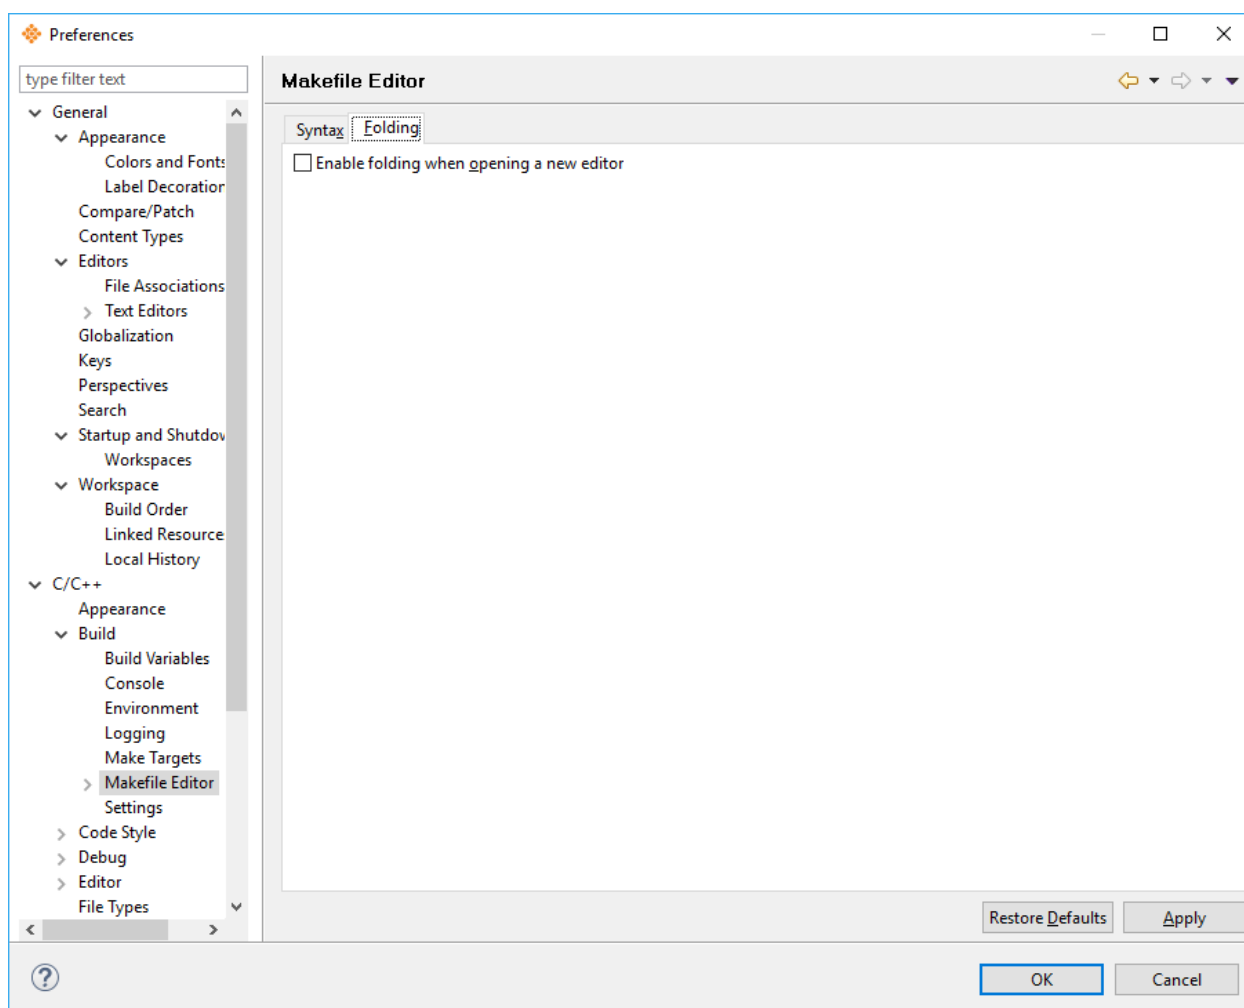 Preferences
type filter text
General
Appearance
Colors and Fonts
Label Decoration
Compare/Patch
Content Types
Editors
File Associations
Text Editors
Globalization
Keys
Perspectives
Search
Startup and Shutdov
Workspaces
Workspace
Build Order
Linked Resource
Local History
C/C++
Appearance
Build
Build Variables
Console
Environment
Logging
Make Targets
Makefile Editor
Settings
Code Style
Debug
Editor
File Types
Makefile Editor
Syntax Folding
Enable folding when opening a new editor
Restore Defaults Apply
OK Cancel